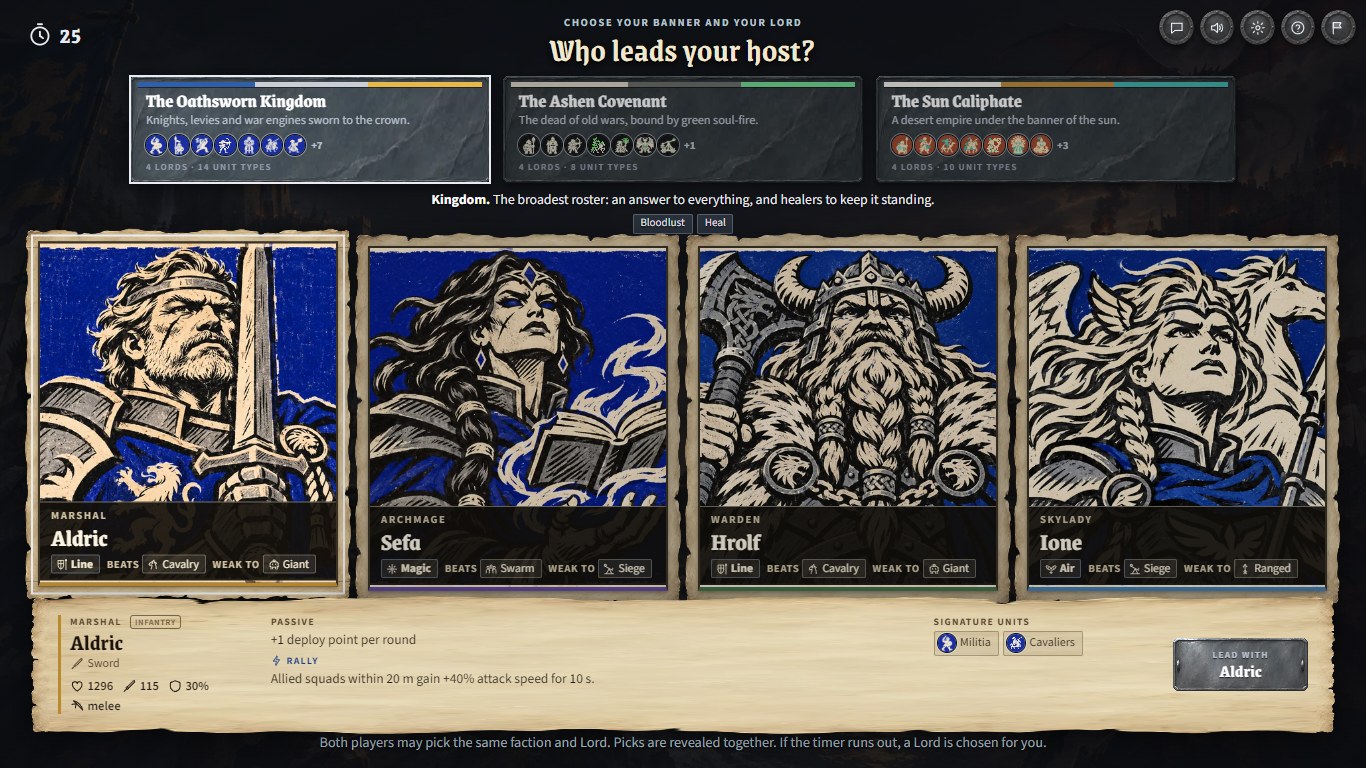 25
CHOOSE YOUR BANNER AND YOUR LORD
Who leads your host?
The Oathsworn Kingdom
Knights, levies and war engines sworn to the crown.
+7
4 LORDS · 14 UNIT TYPES
The Ashen Covenant
The dead of old wars, bound by green soul-fire.
+1
4 LORDS · 8 UNIT TYPES
The Sun Caliphate
A desert empire under the banner of the sun.
+3
4 LORDS · 10 UNIT TYPES
Kingdom. The broadest roster: an answer to everything, and healers to keep it standing.
Bloodlust Heal
MARSHAL
Aldric
Line BEATS Cavalry WEAK TO Giant
ARCHMAGE
Sefa
Magic BEATS Swarm WEAK TO Siege
WARDEN
Hrolf
Line BEATS Cavalry WEAK TO Giant
SKYLADY
Ione
Air BEATS Siege WEAK TO Ranged
MARSHAL INFANTRY
Aldric
Sword
1296 115 30%
melee
PASSIVE
+1 deploy point per round
RALLY
Allied squads within 20 m gain +40% attack speed for 10 s.
SIGNATURE UNITS
Militia Cavaliers
LEAD WITH
Aldric
Both players may pick the same faction and Lord. Picks are revealed together. If the timer runs out, a Lord is chosen for you.